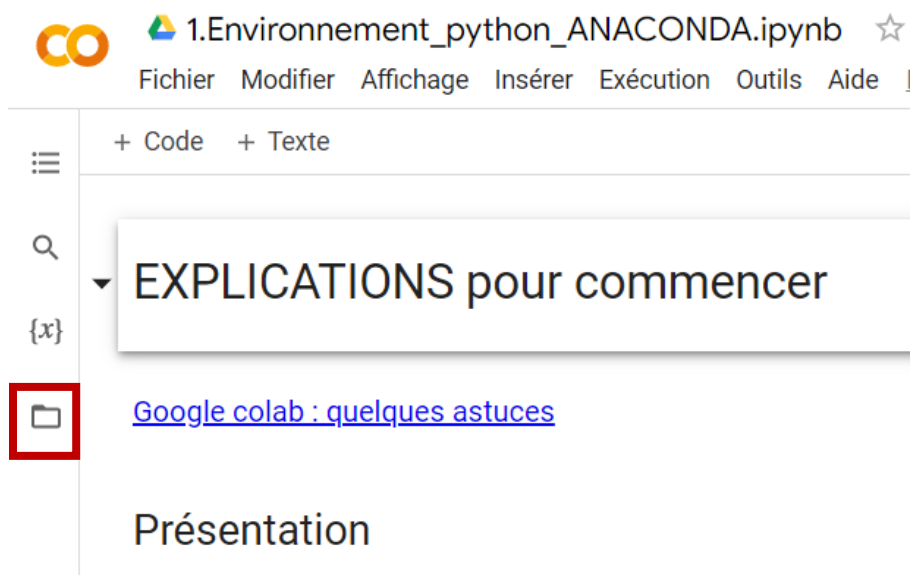 1.Environnement_python_ANACONDA.ipynb
Fichier Modifier Affichage Insérer Exécution Outils Aide
+ Code + Texte
EXPLICATIONS pour commencer
{x}
Google colab : quelques astuces
Présentation